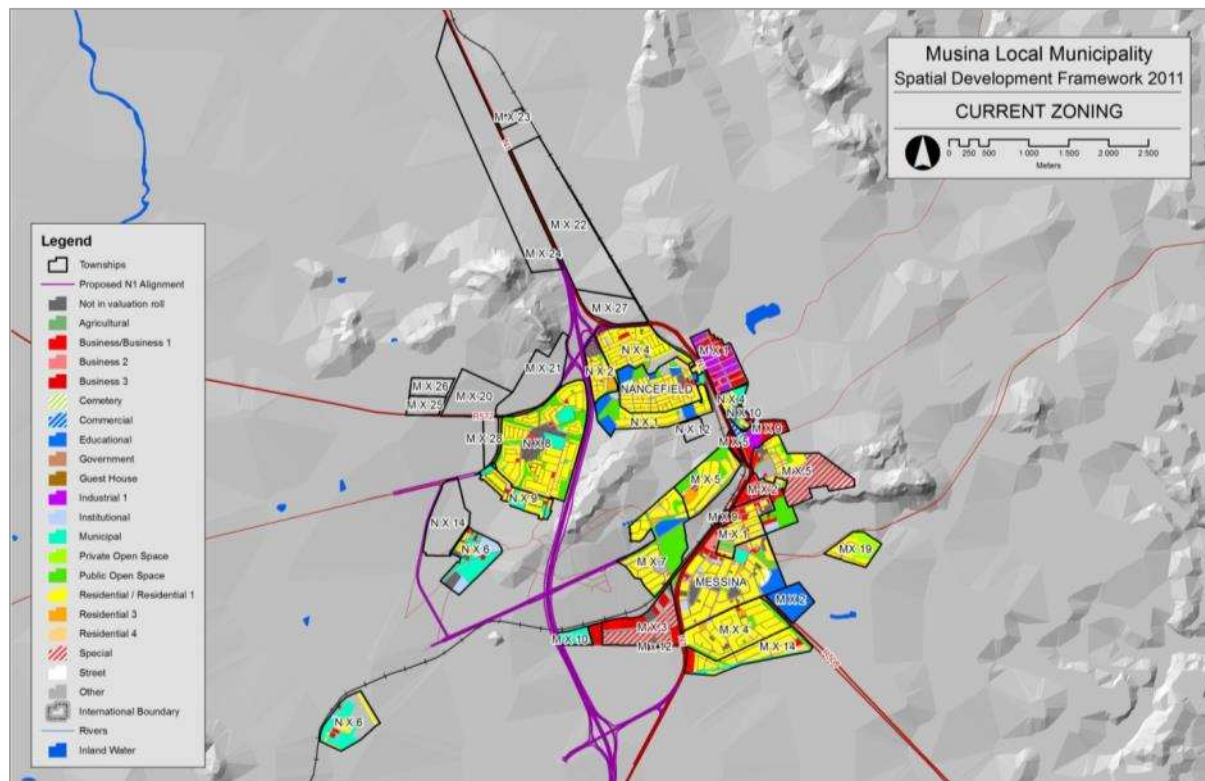 Musina Local Municipality
Spatial Development Framework 2011
CURRENT ZONING
0 250 500 1 000 1 500 2 000 2 500
Meters
M X 23
N1
M X 22
M X 24
M X 27
N X 4
M X 1
M X 21
N X 2
M X 26
M X 20
NANCEFIELD
M X 25
N X 4
R572
N X 10
N X 1
N X 12
M X 9
M X 28
N X 8
M X 5
M X 5
M X 5
M X 2
N X 9
N X 14
M X 8
M X 1
N X 6
MX 19
M X 7
MESSINA
M X 2
M X 3
M X 4
M X 10
M X 12
M X 14
N X 6
Legend
Townships
Proposed N1 Alignment
Not in valuation roll
Agricultural
Business/Business 1
Business 2
Business 3
Cemetery
Commercial
Educational
Government
Guest House
Industrial 1
Institutional
Municipal
Private Open Space
Public Open Space
Residential / Residential 1
Residential 3
Residential 4
Special
Street
Other
International Boundary
Rivers
Inland Water